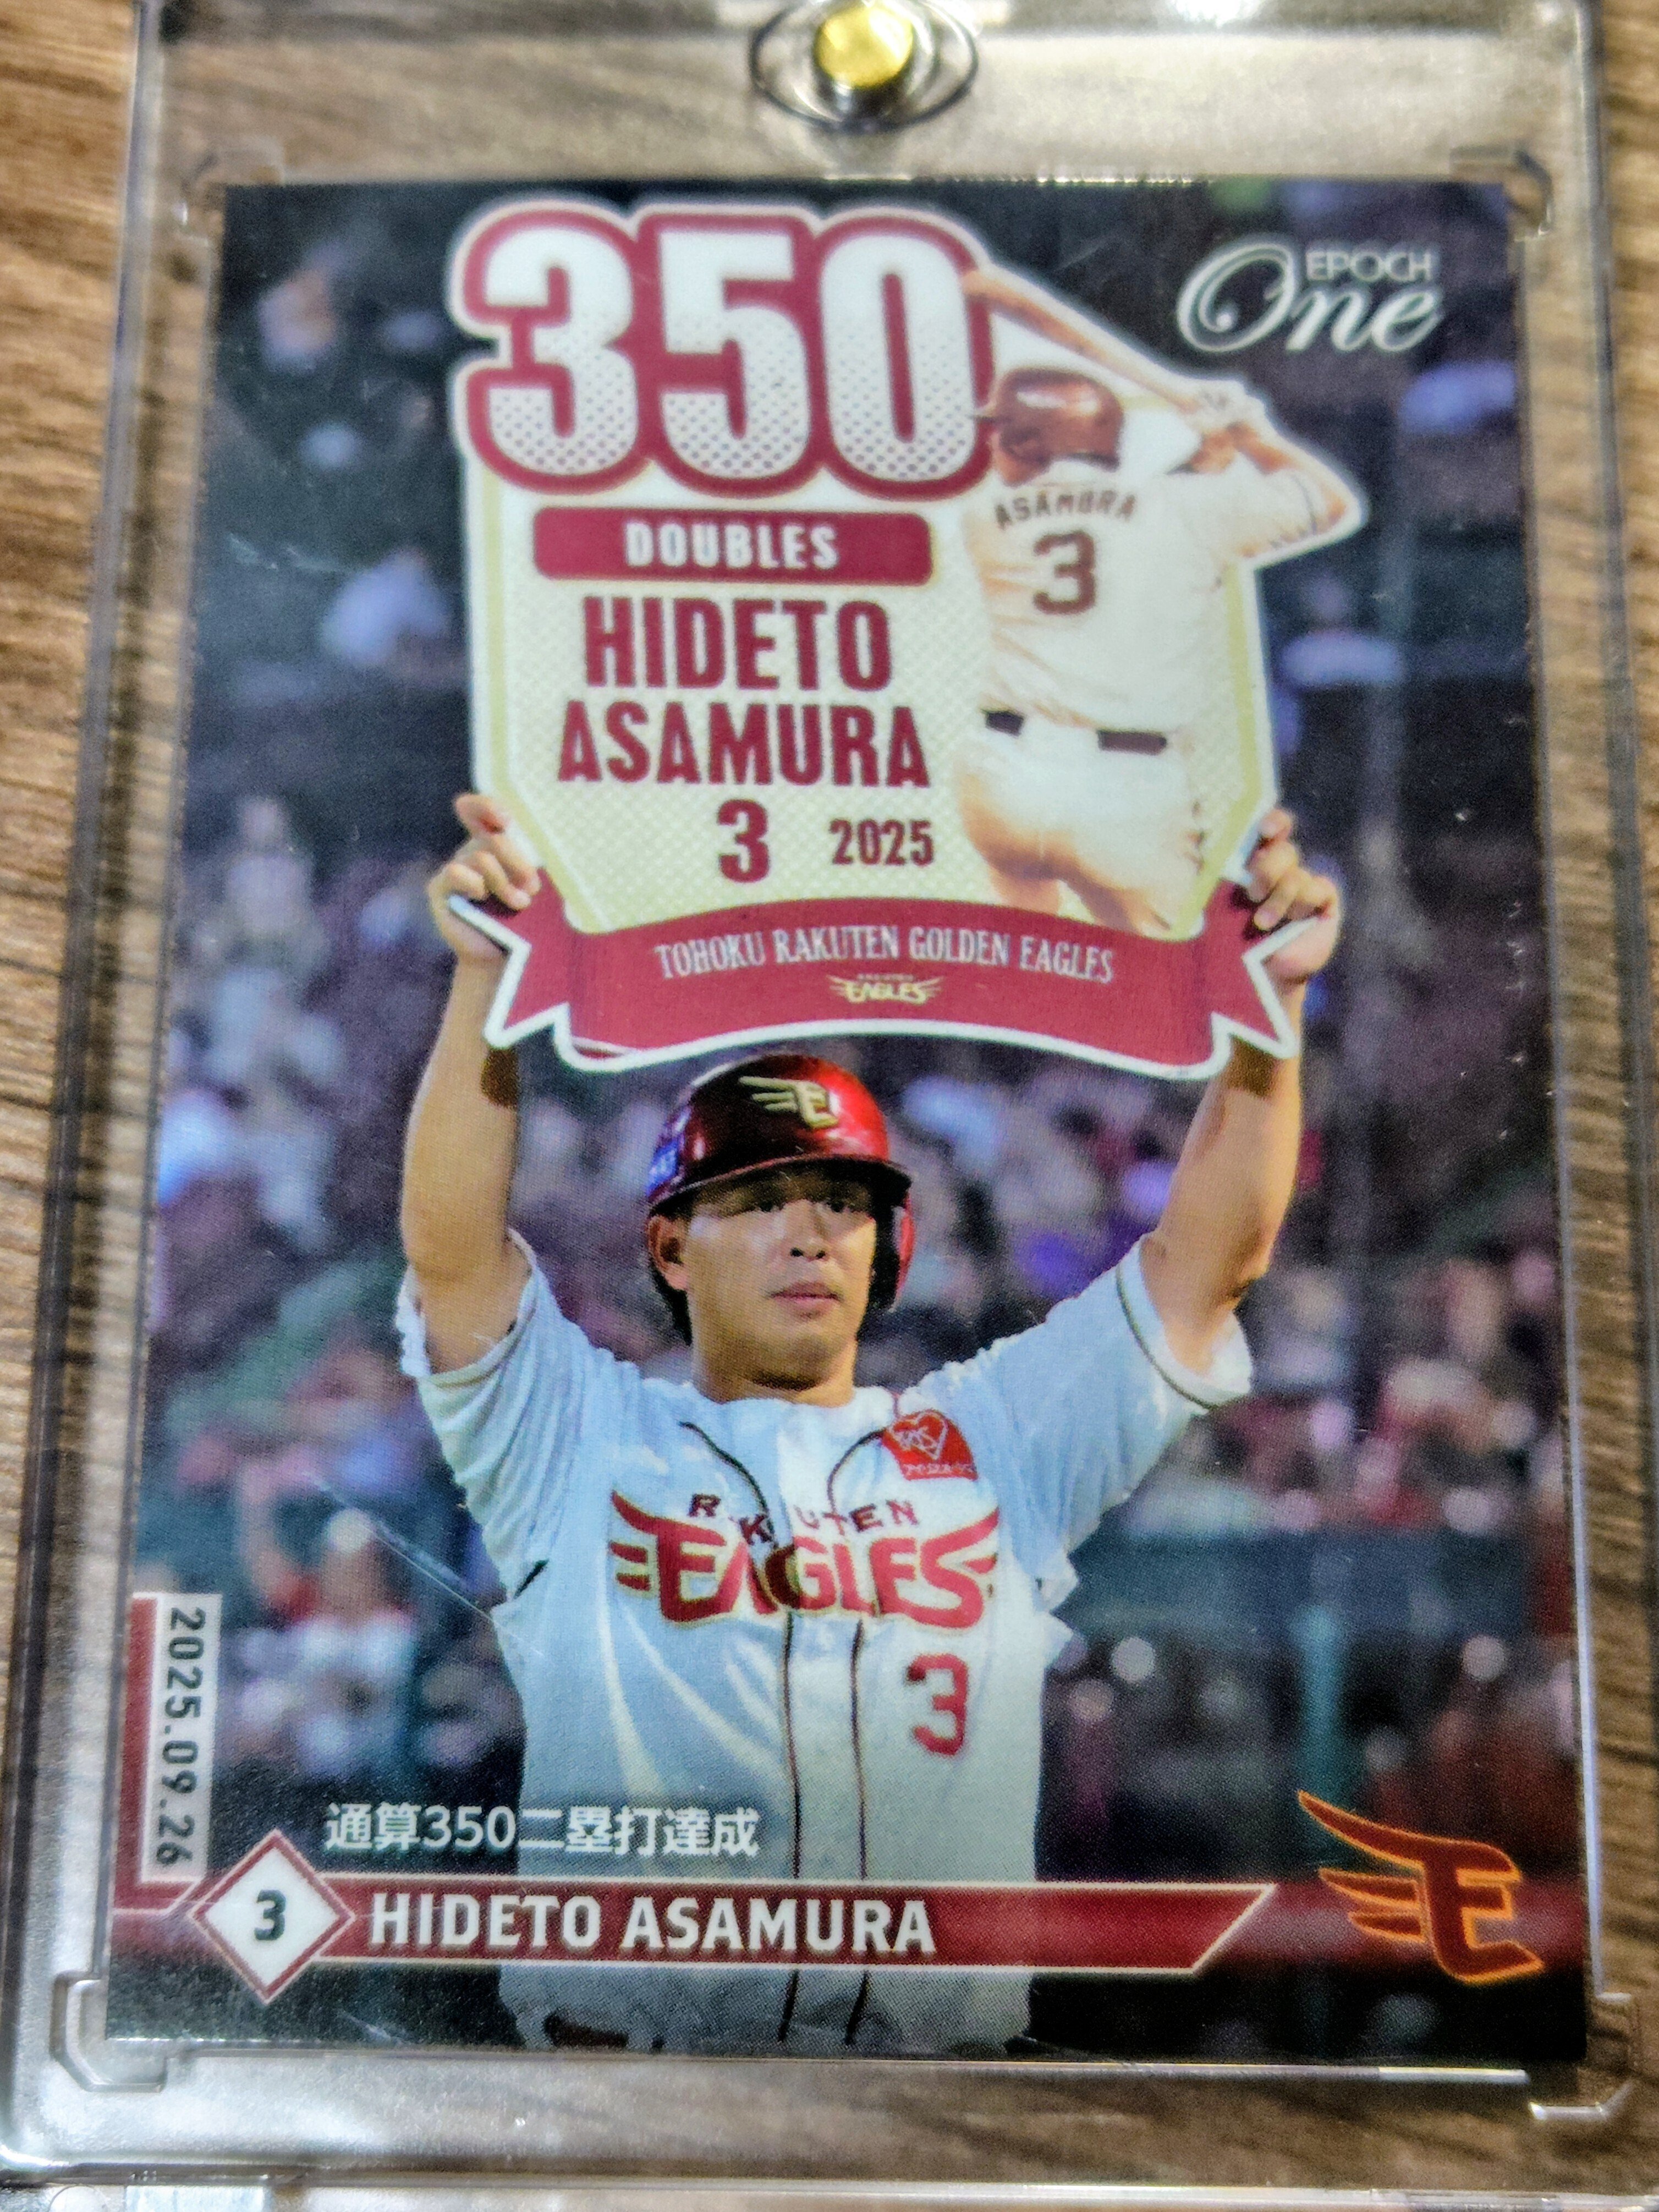 350
EPOCH
One
DOUBLES
ASAMURA
3
HIDETO
ASAMURA
3 2025
TOHOKU RAKUTEN GOLDEN EAGLES
EAGLES
E
RAKUTEN
EAGLES
3
2025.09.26
通算350二塁打達成
3 HIDETO ASAMURA
E